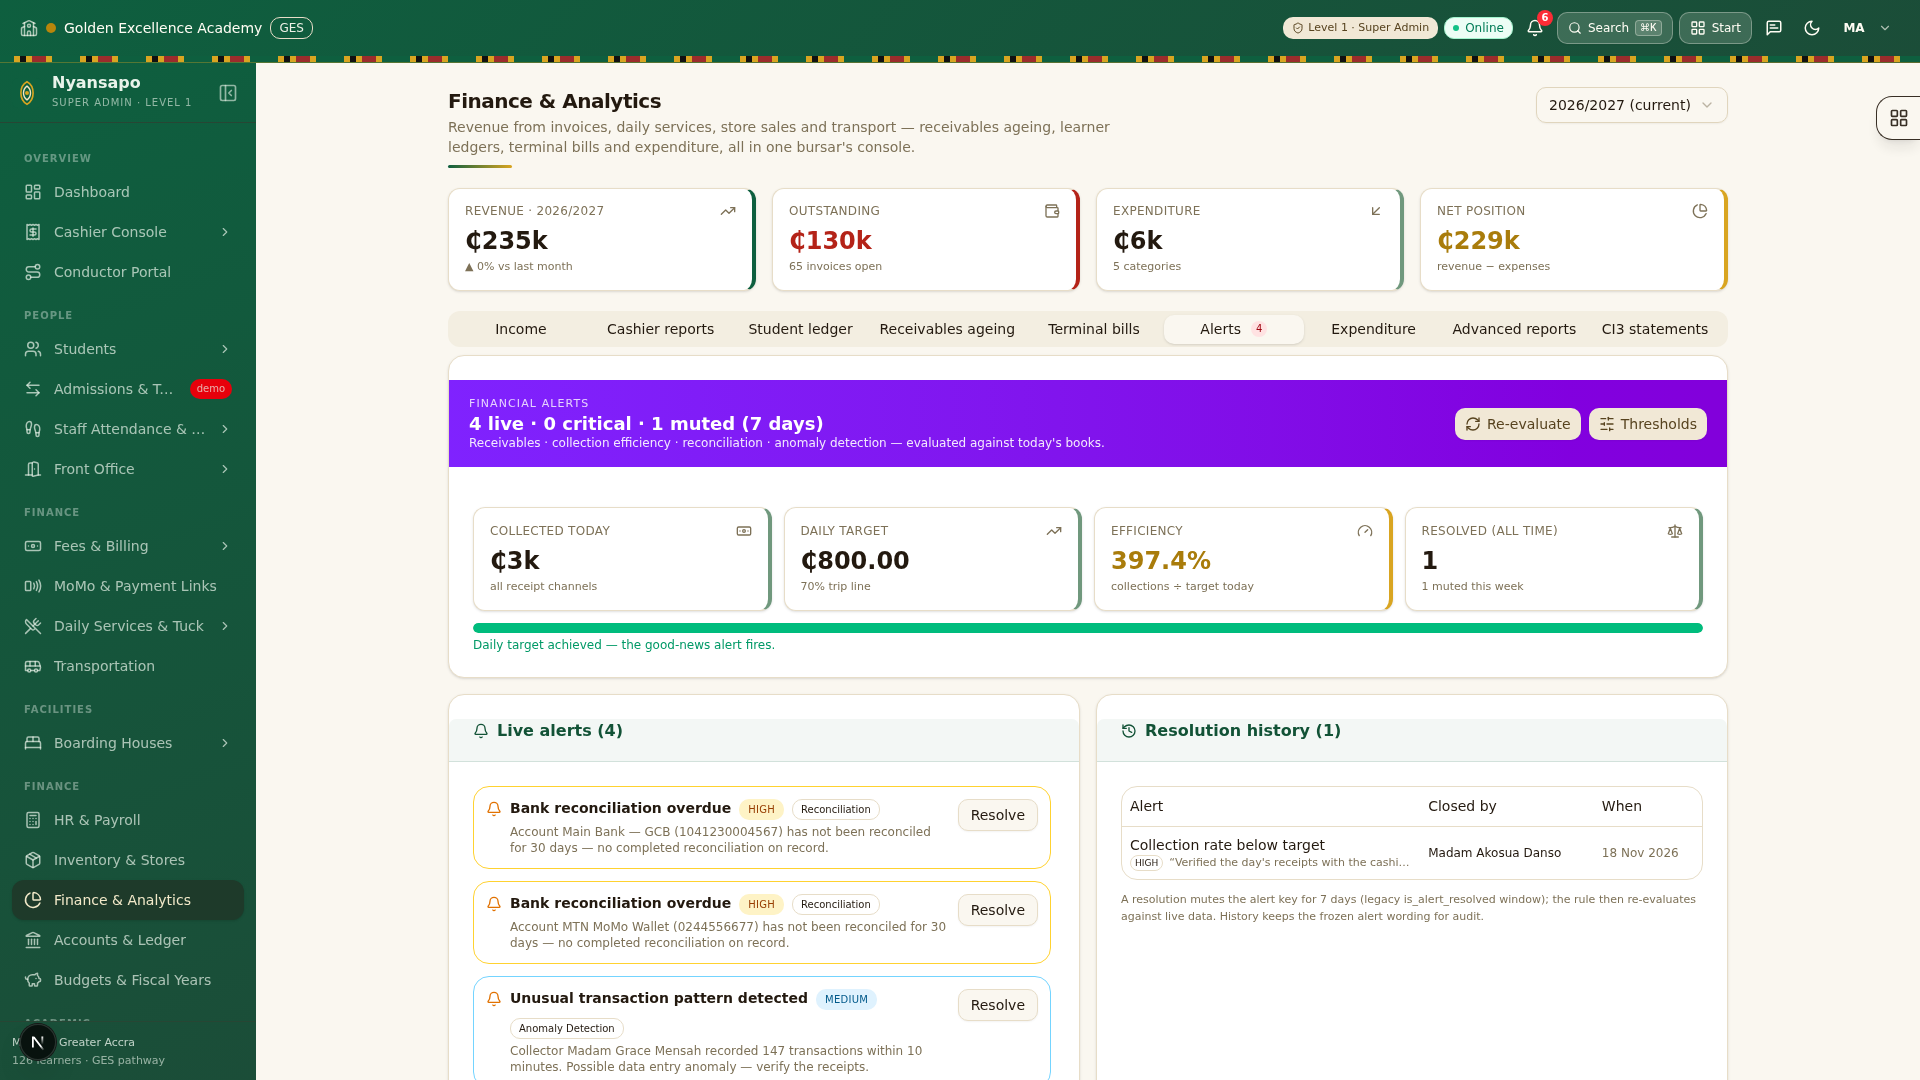 Golden Excellence Academy GES
Level 1 · Super Admin
Online
6
Search ⌘K
Start
MA
Nyansapo
SUPER ADMIN · LEVEL 1
OVERVIEW
Dashboard
Cashier Console
Conductor Portal
PEOPLE
Students
Admissions & T... demo
Staff Attendance & ...
Front Office
FINANCE
Fees & Billing
MoMo & Payment Links
Daily Services & Tuck
Transportation
FACILITIES
Boarding Houses
FINANCE
HR & Payroll
Inventory & Stores
Finance & Analytics
Accounts & Ledger
Budgets & Fiscal Years
Greater Accra
learners · GES pathway
N
Finance & Analytics
Revenue from invoices, daily services, store sales and transport — receivables ageing, learner
ledgers, terminal bills and expenditure, all in one bursar's console.
2026/2027 (current)
REVENUE · 2026/2027
₵235k
▲ 0% vs last month
OUTSTANDING
₵130k
65 invoices open
EXPENDITURE
₵6k
5 categories
NET POSITION
₵229k
revenue − expenses
Income Cashier reports Student ledger Receivables ageing Terminal bills Alerts 4 Expenditure Advanced reports CI3 statements
FINANCIAL ALERTS
4 live · 0 critical · 1 muted (7 days)
Receivables · collection efficiency · reconciliation · anomaly detection — evaluated against today's books.
Re-evaluate
Thresholds
COLLECTED TODAY
₵3k
all receipt channels
DAILY TARGET
₵800.00
70% trip line
EFFICIENCY
397.4%
collections ÷ target today
RESOLVED (ALL TIME)
1
1 muted this week
Daily target achieved — the good-news alert fires.
Live alerts (4)
Bank reconciliation overdue HIGH Reconciliation
Account Main Bank — GCB (1041230004567) has not been reconciled
for 30 days — no completed reconciliation on record.
Resolve
Bank reconciliation overdue HIGH Reconciliation
Account MTN MoMo Wallet (0244556677) has not been reconciled for 30
days — no completed reconciliation on record.
Resolve
Unusual transaction pattern detected MEDIUM
Anomaly Detection
Collector Madam Grace Mensah recorded 147 transactions within 10
minutes. Possible data entry anomaly — verify the receipts.
Resolve
Resolution history (1)
Alert Closed by When
Collection rate below target
HIGH “Verified the day's receipts with the cashi...
Madam Akosua Danso
18 Nov 2026
A resolution mutes the alert key for 7 days (legacy is_alert_resolved window); the rule then re-evaluates
against live data. History keeps the frozen alert wording for audit.